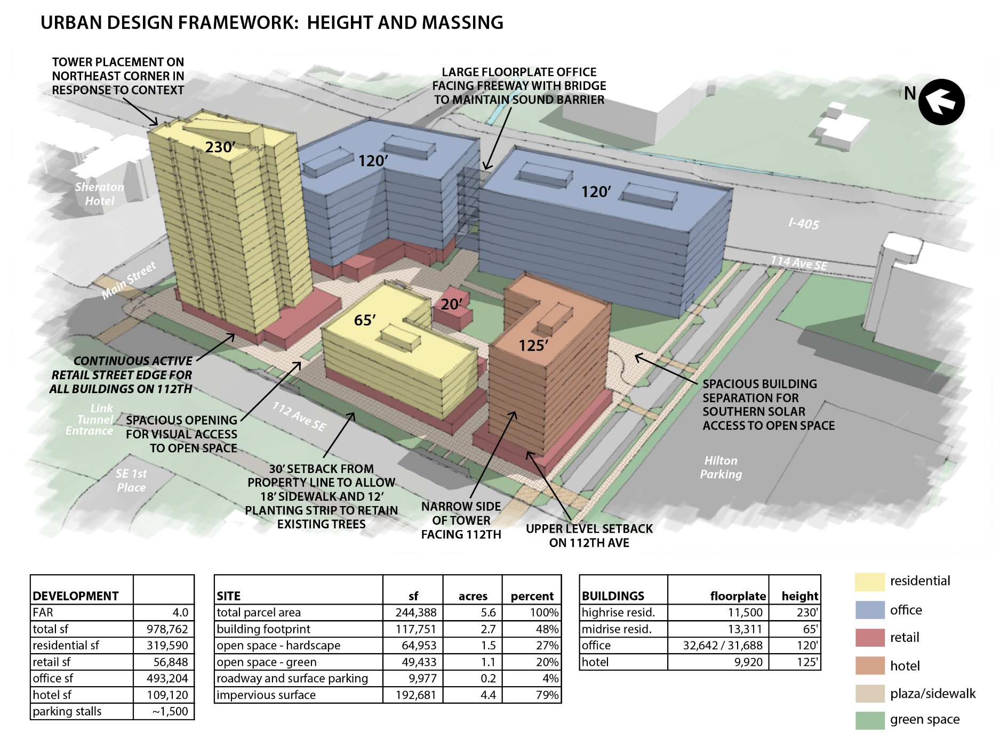 URBAN DESIGN FRAMEWORK:  HEIGHT AND MASSING
TOWER PLACEMENT ON
NORTHEAST CORNER IN
RESPONSE TO CONTEXT
LARGE FLOORPLATE OFFICE
FACING FREEWAY WITH BRIDGE
TO MAINTAIN SOUND BARRIER
N
230’
120’
120’
Sheraton
Hotel
I-405
114 Ave SE
Main Street
20’
65’
125’
CONTINUOUS ACTIVE
RETAIL STREET EDGE FOR
ALL BUILDINGS ON 112TH
SPACIOUS BUILDING
SEPARATION FOR
SOUTHERN SOLAR
ACCESS TO OPEN SPACE
Link
Tunnel
Entrance
SPACIOUS OPENING
FOR VISUAL ACCESS
TO OPEN SPACE
112 Ave SE
SE 1st
Place
30’ SETBACK FROM
PROPERTY LINE TO ALLOW
18’ SIDEWALK AND 12’
PLANTING STRIP TO RETAIN
EXISTING TREES
NARROW SIDE
OF TOWER
FACING 112TH
UPPER LEVEL SETBACK
ON 112TH AVE
Hilton
Parking
DEVELOPMENT
FAR 4.0
total sf 978,762
residential sf 319,590
retail sf 56,848
office sf 493,204
hotel sf 109,120
parking stalls ~1,500
SITE sf acres percent
total parcel area 244,388 5.6 100%
building footprint 117,751 2.7 48%
open space - hardscape 64,953 1.5 27%
open space - green 49,433 1.1 20%
roadway and surface parking 9,977 0.2 4%
impervious surface 192,681 4.4 79%
BUILDINGS floorplate height
highrise resid. 11,500 230'
midrise resid. 13,311 65'
office 32,642 / 31,688 120'
hotel 9,920 125'
residential
office
retail
hotel
plaza/sidewalk
green space